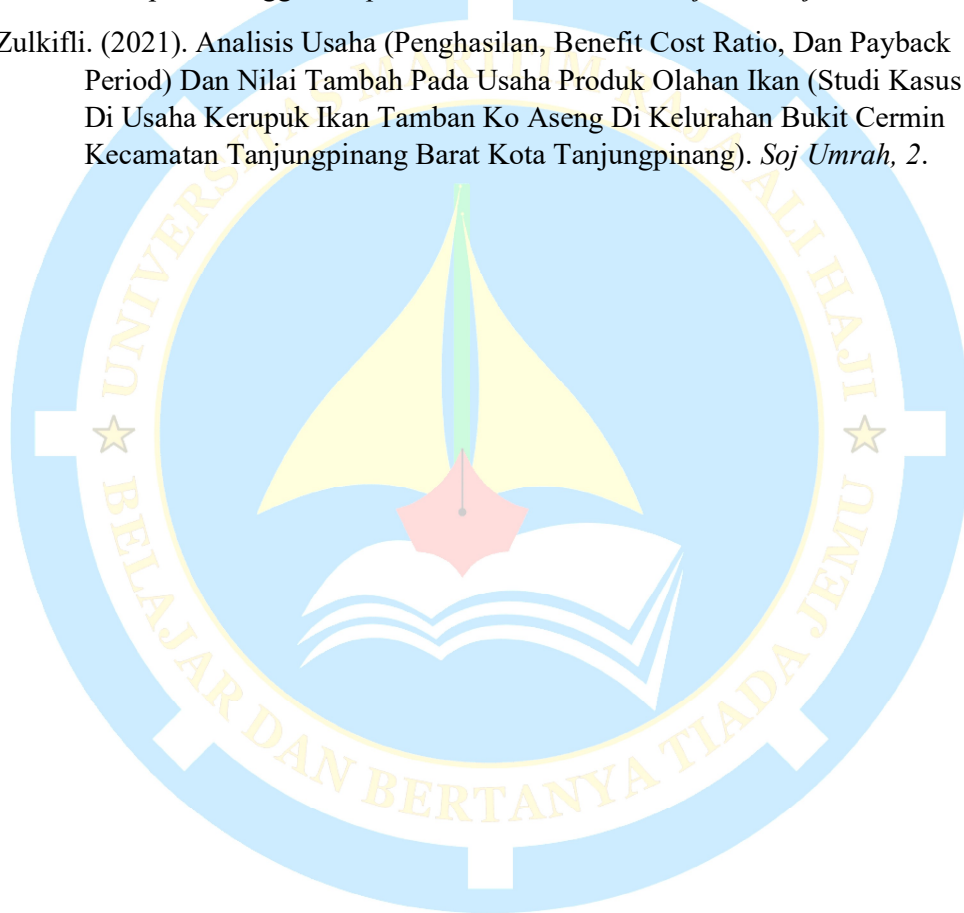 Zulkifli. (2021). Analisis Usaha (Penghasilan, Benefit Cost Ratio, Dan Payback
Period) Dan Nilai Tambah Pada Usaha Produk Olahan Ikan (Studi Kasus
Di Usaha Kerupuk Ikan Tamban Ko Aseng Di Kelurahan Bukit Cermin
Kecamatan Tanjungpinang Barat Kota Tanjungpinang). Soj Umrah, 2.
UNIVERSITAS MARITIM RAJA ALI HAJI
BELAJAR DAN BERTANYA TIADA JEMU